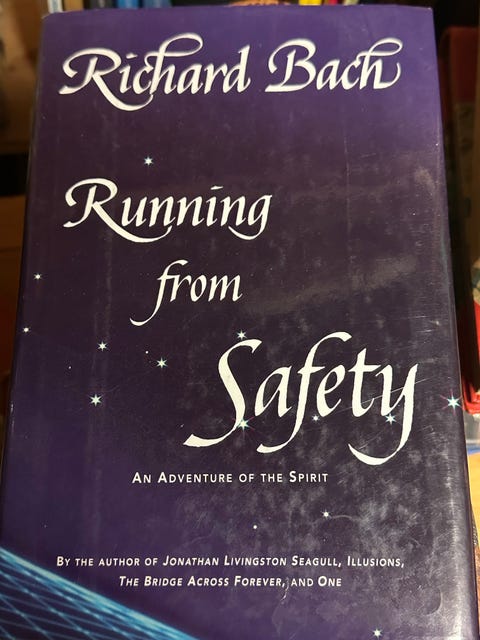 Richard Bach
Running
from
Safety
AN ADVENTURE OF THE SPIRIT
BY THE AUTHOR OF JONATHAN LIVINGSTON SEAGULL, ILLUSIONS,
THE BRIDGE ACROSS FOREVER, AND ONE